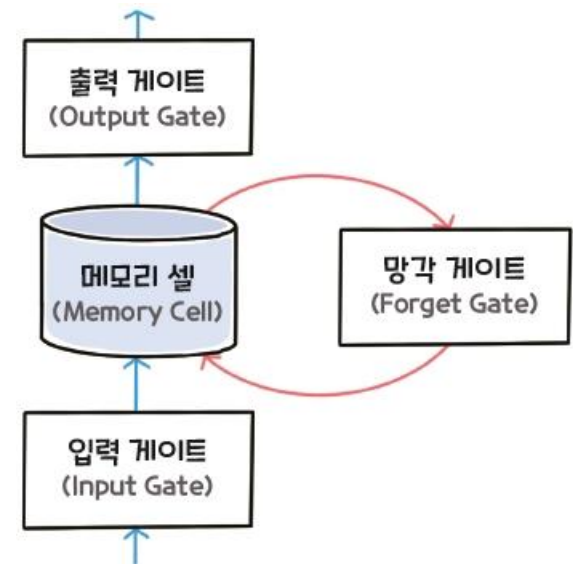 출력 게이트
(Output Gate)
메모리 셀
(Memory Cell)
망각 게이트
(Forget Gate)
입력 게이트
(Input Gate)